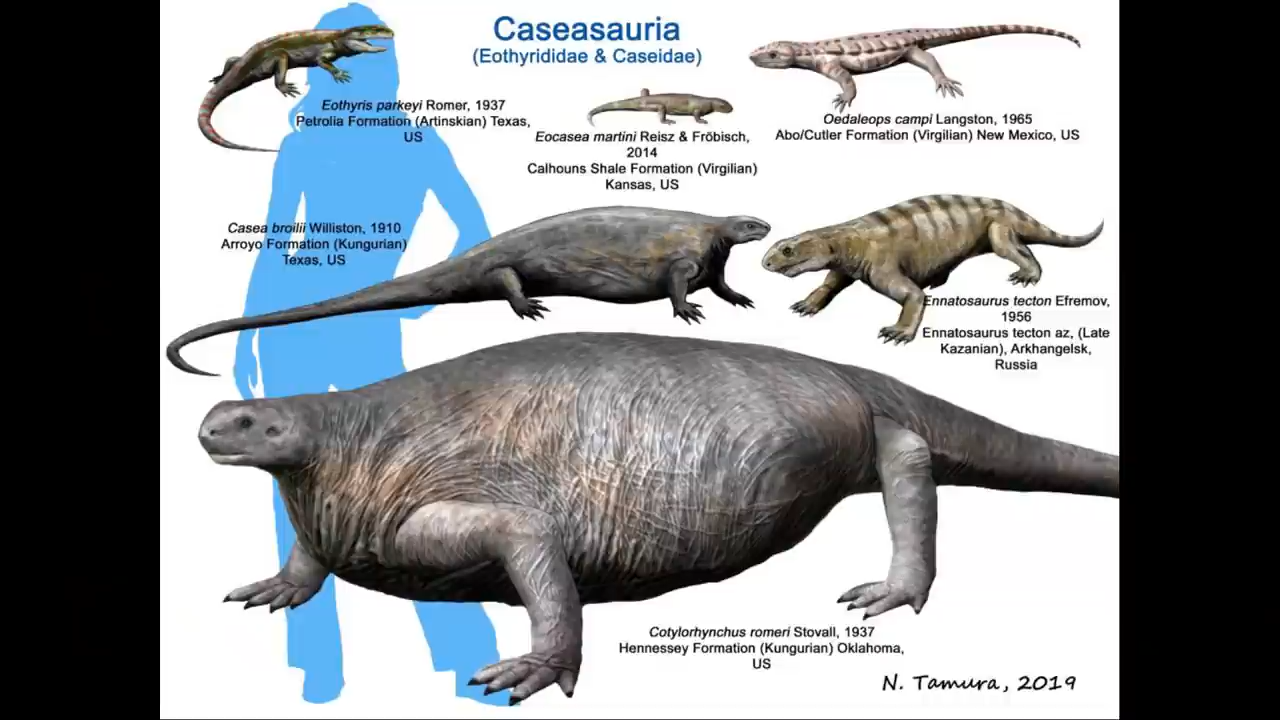 Caseasauria
(Eothyrididae & Caseidae)
Eothyris parkeyi Romer, 1937
Petrolia Formation (Artinskian) Texas,
US
Eocasea martini Reisz & Fröbisch,
2014
Calhouns Shale Formation (Virgilian)
Kansas, US
Oedaleops campi Langston, 1965
Abo/Cutler Formation (Virgilian) New Mexico, US
Casea broilii Williston, 1910
Arroyo Formation (Kungurian)
Texas, US
Ennatosaurus tecton Efremov,
1956
Ennatosaurus tecton az, (Late
Kazanian), Arkhangelsk,
Russia
Cotylorhynchus romeri Stovall, 1937
Hennessey Formation (Kungurian) Oklahoma,
US
N. Tamura, 2019